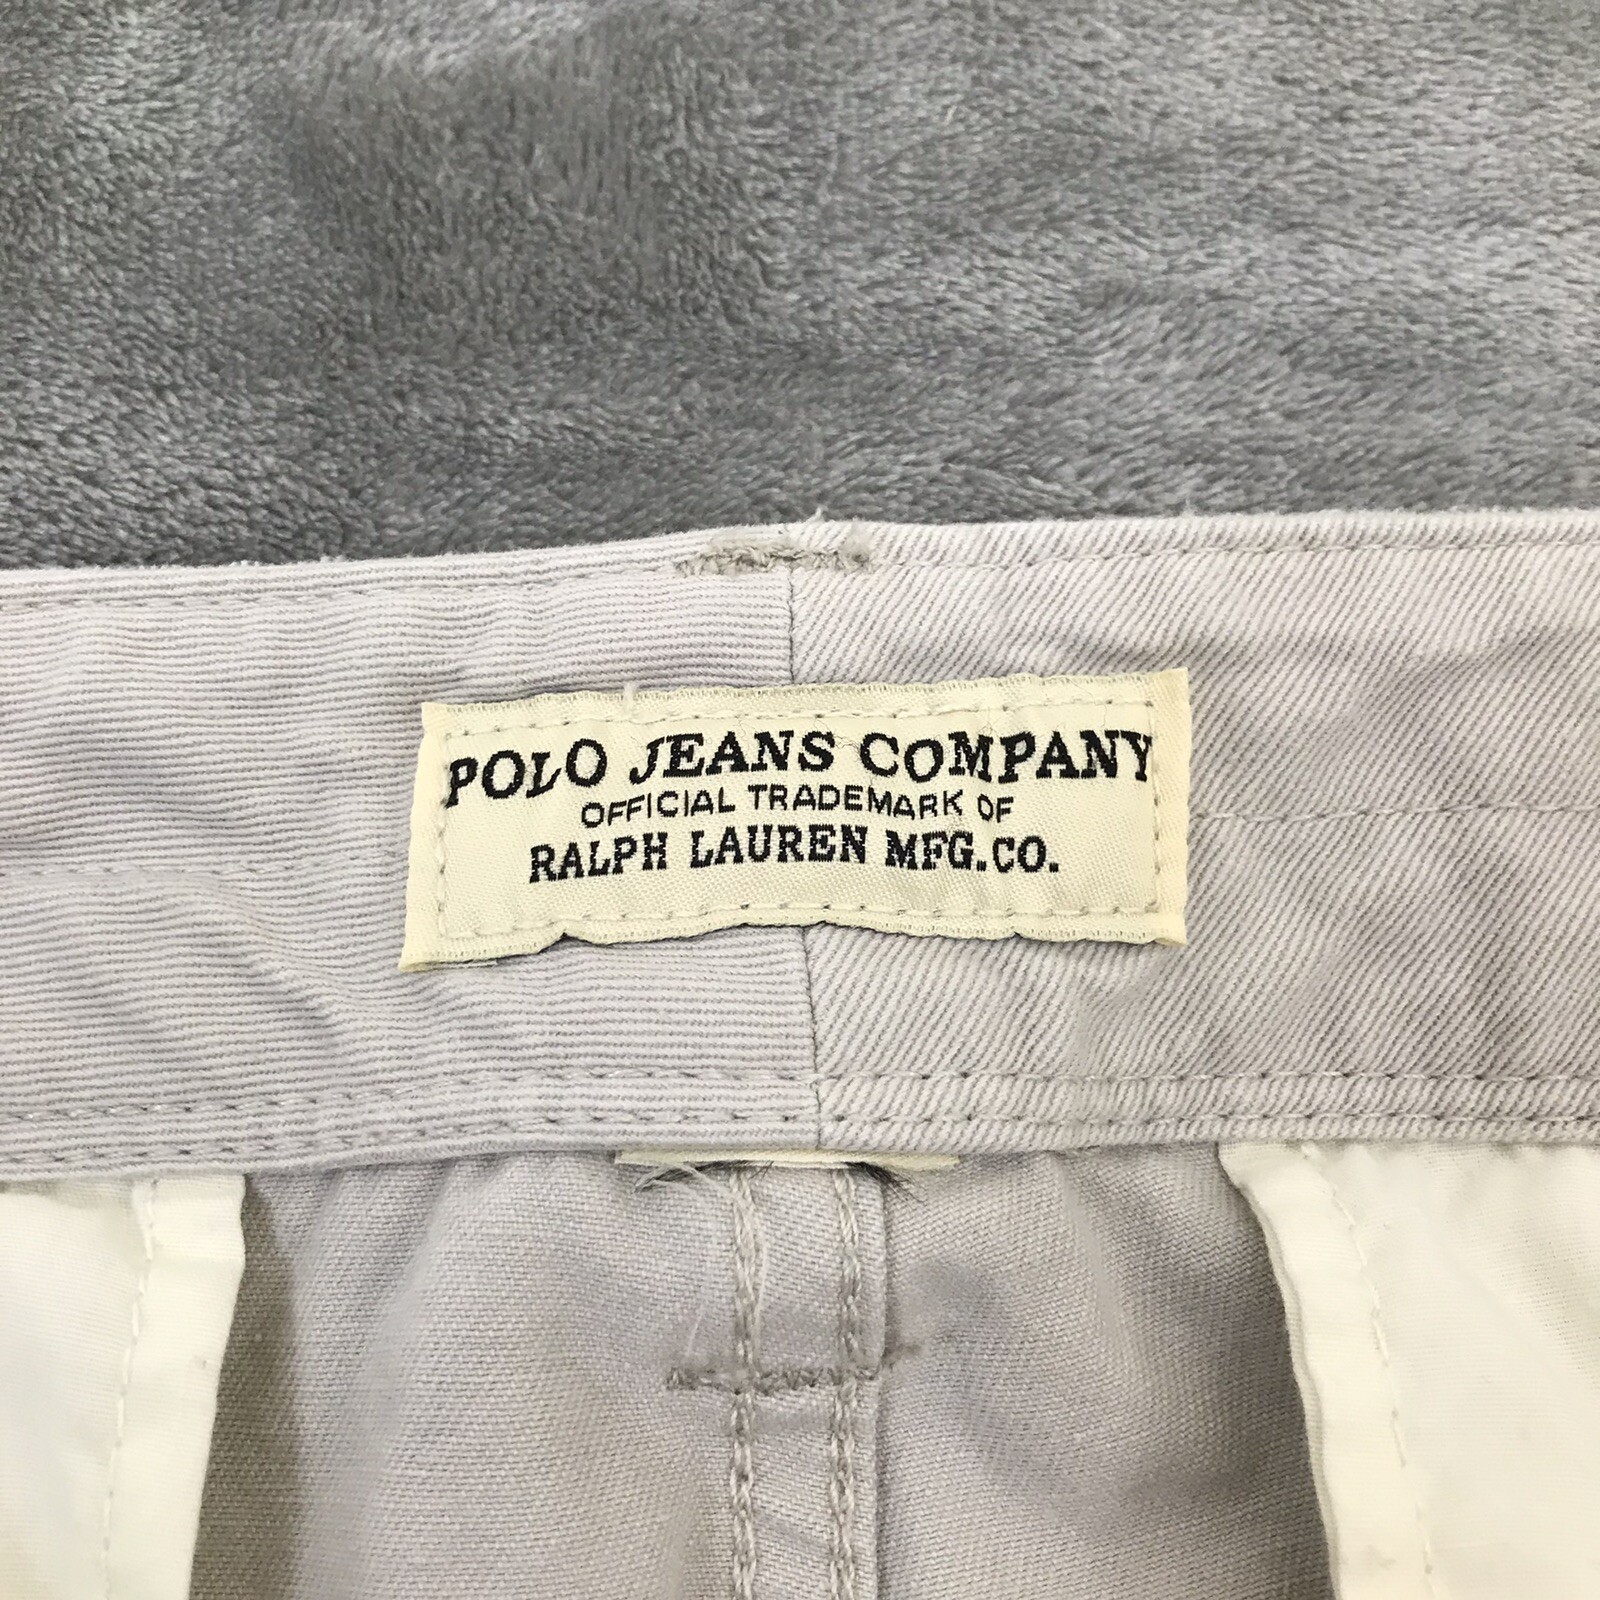 POLO JEANS COMPANY
OFFICIAL TRADEMARK OF
RALPH LAUREN MFG.CO.